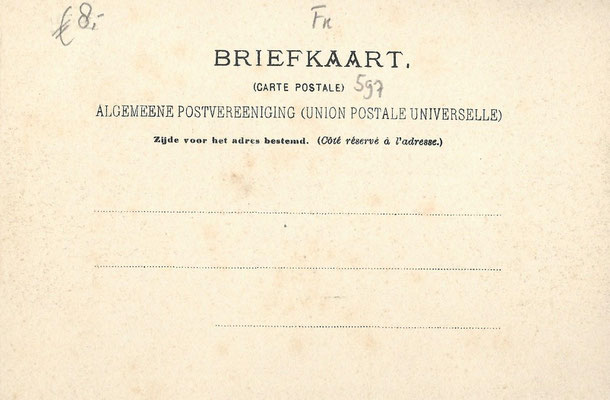 € 8,- Fn
BRIEFKAART.
(CARTE POSTALE) 597
ALGEMEENE POSTVEREENIGING (UNION POSTALE UNIVERSELLE)
Zijde voor het adres bestemd. (Côté réservé à l'adresse.)